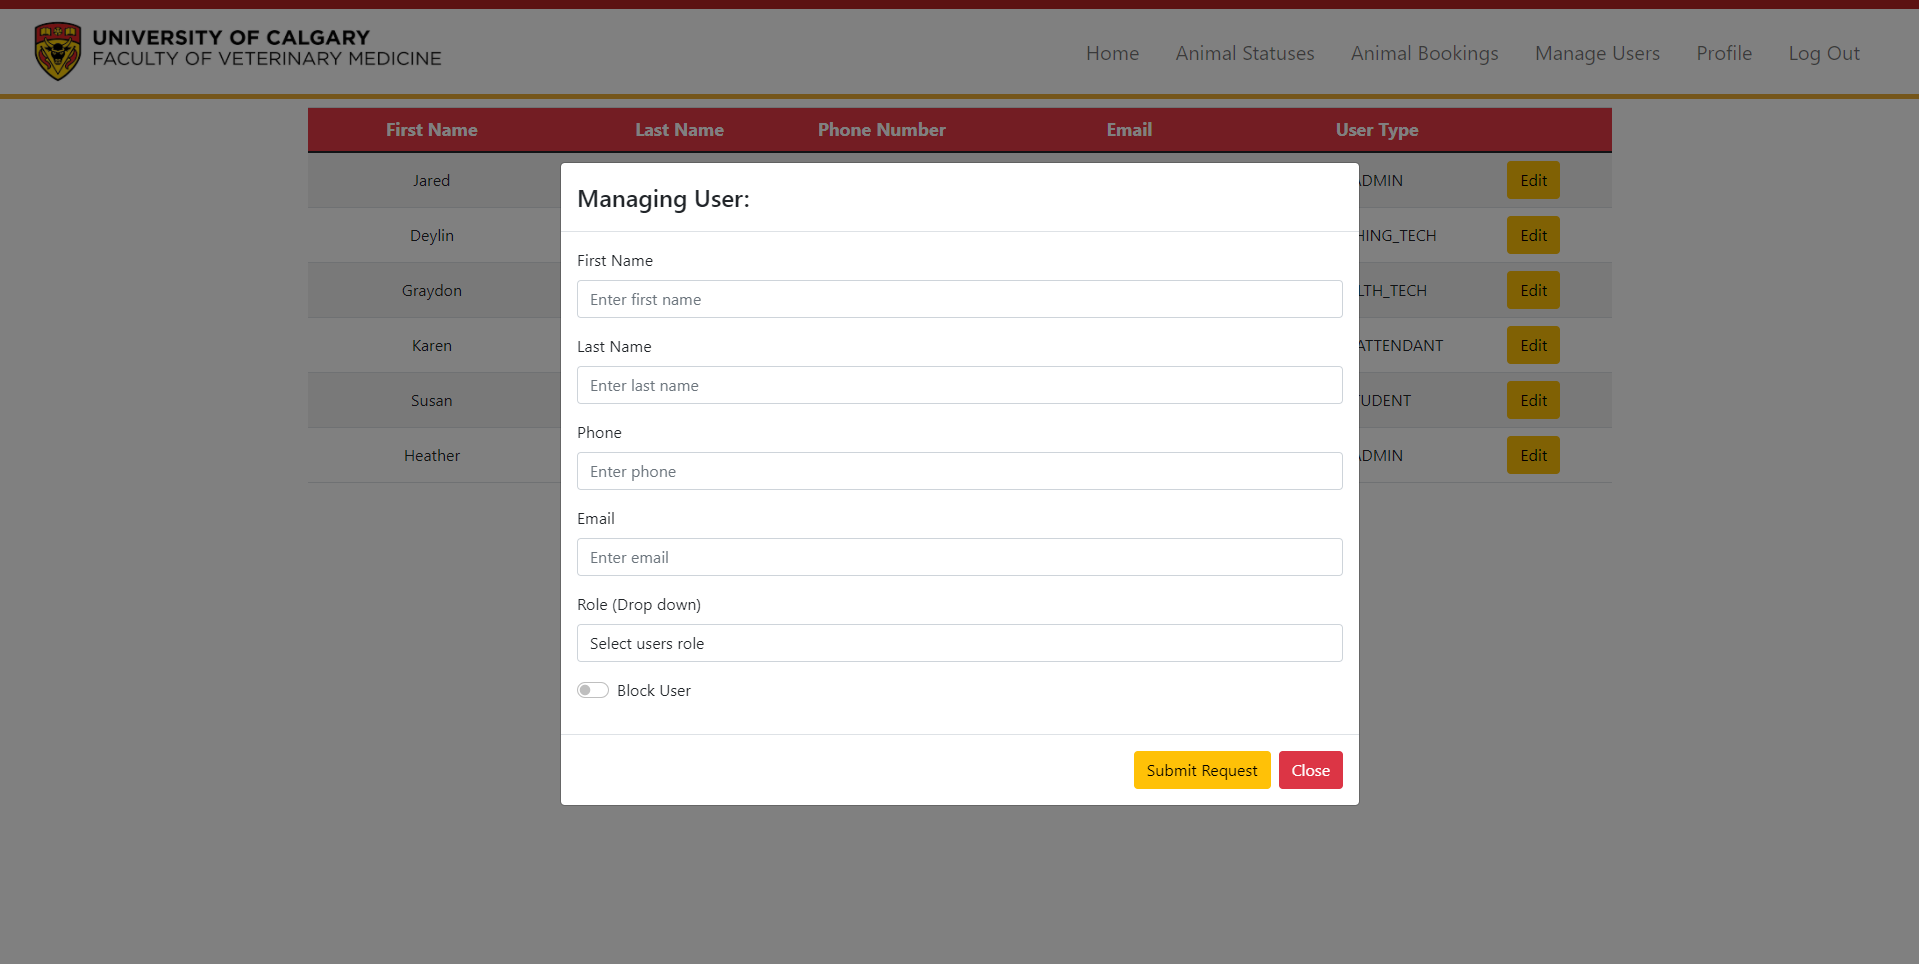 UNIVERSITY OF CALGARY
FACULTY OF VETERINARY MEDICINE
Home Animal Statuses Animal Bookings Manage Users Profile Log Out
First Name Last Name Phone Number Email User Type
Jared ADMIN Edit
Deylin HING_TECH Edit
Graydon LTH_TECH Edit
Karen ATTENDANT Edit
Susan UDENT Edit
Heather ADMIN Edit
Managing User:
First Name
Enter first name
Last Name
Enter last name
Phone
Enter phone
Email
Enter email
Role (Drop down)
Select users role
Block User
Submit Request Close